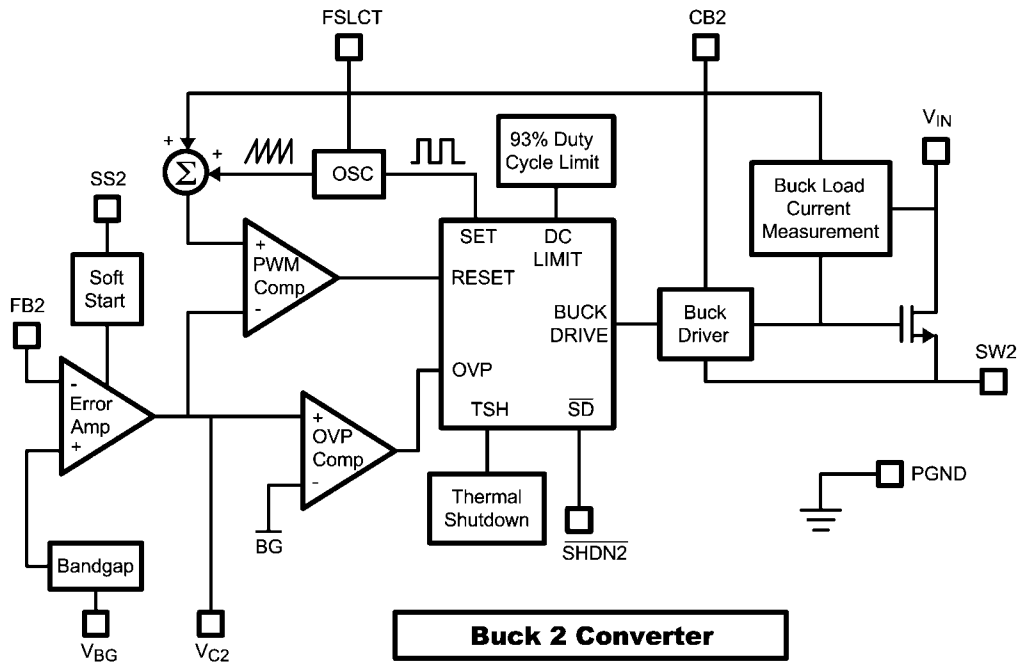 FSLCT
CB2
VIN
93% Duty
Cycle Limit
+
+
Σ
OSC
SS2
Buck Load
Current
Measurement
SET
DC
LIMIT
+
PWM
Comp
-
RESET
Soft
Start
FB2
BUCK
DRIVE
Buck
Driver
SW2
-
Error
Amp
+
OVP
TSH
SD
+
OVP
Comp
-
PGND
Thermal
Shutdown
BG
SHDN2
Bandgap
VBG
VC2
Buck 2 Converter